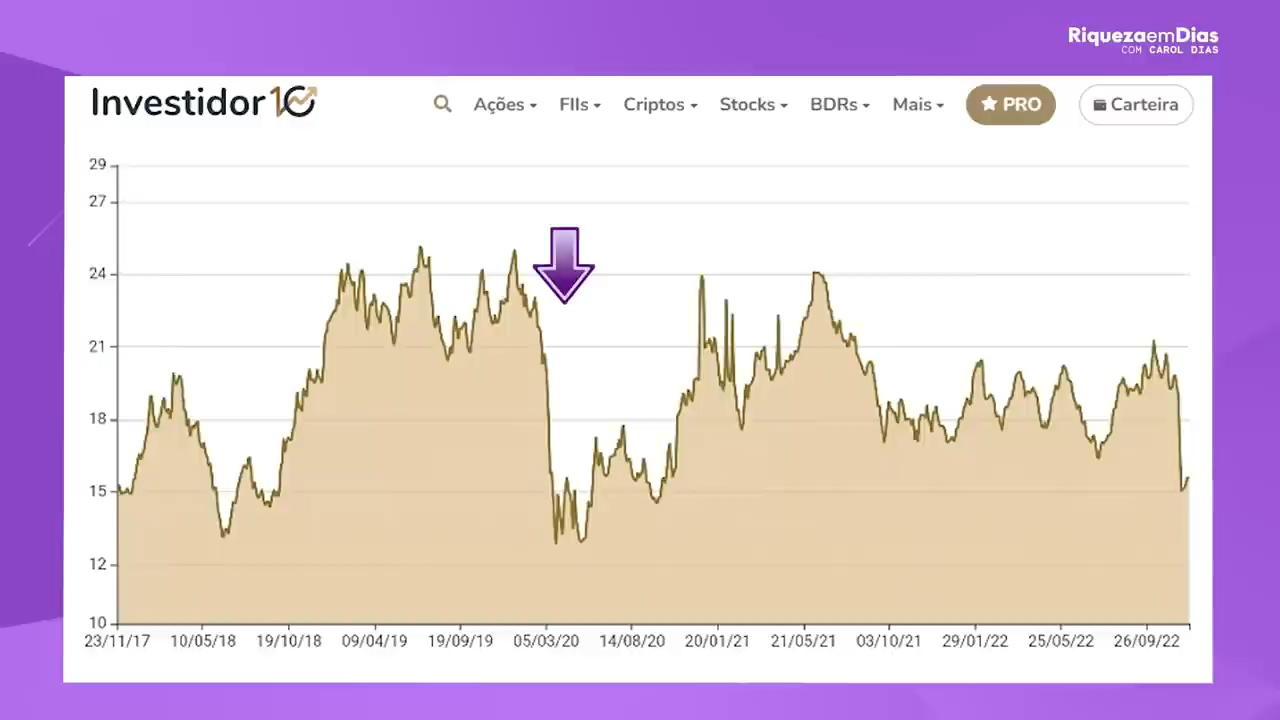 RiquezaemDias
COM CAROL DIAS
Investidor 10
Ações
FIIs
Criptos
Stocks
BDRs
Mais
PRO
Carteira
29
27
24
21
18
15
12
10
23/11/17
10/05/18
19/10/18
09/04/19
19/09/19
05/03/20
14/08/20
20/01/21
21/05/21
03/10/21
29/01/22
25/05/22
26/09/22